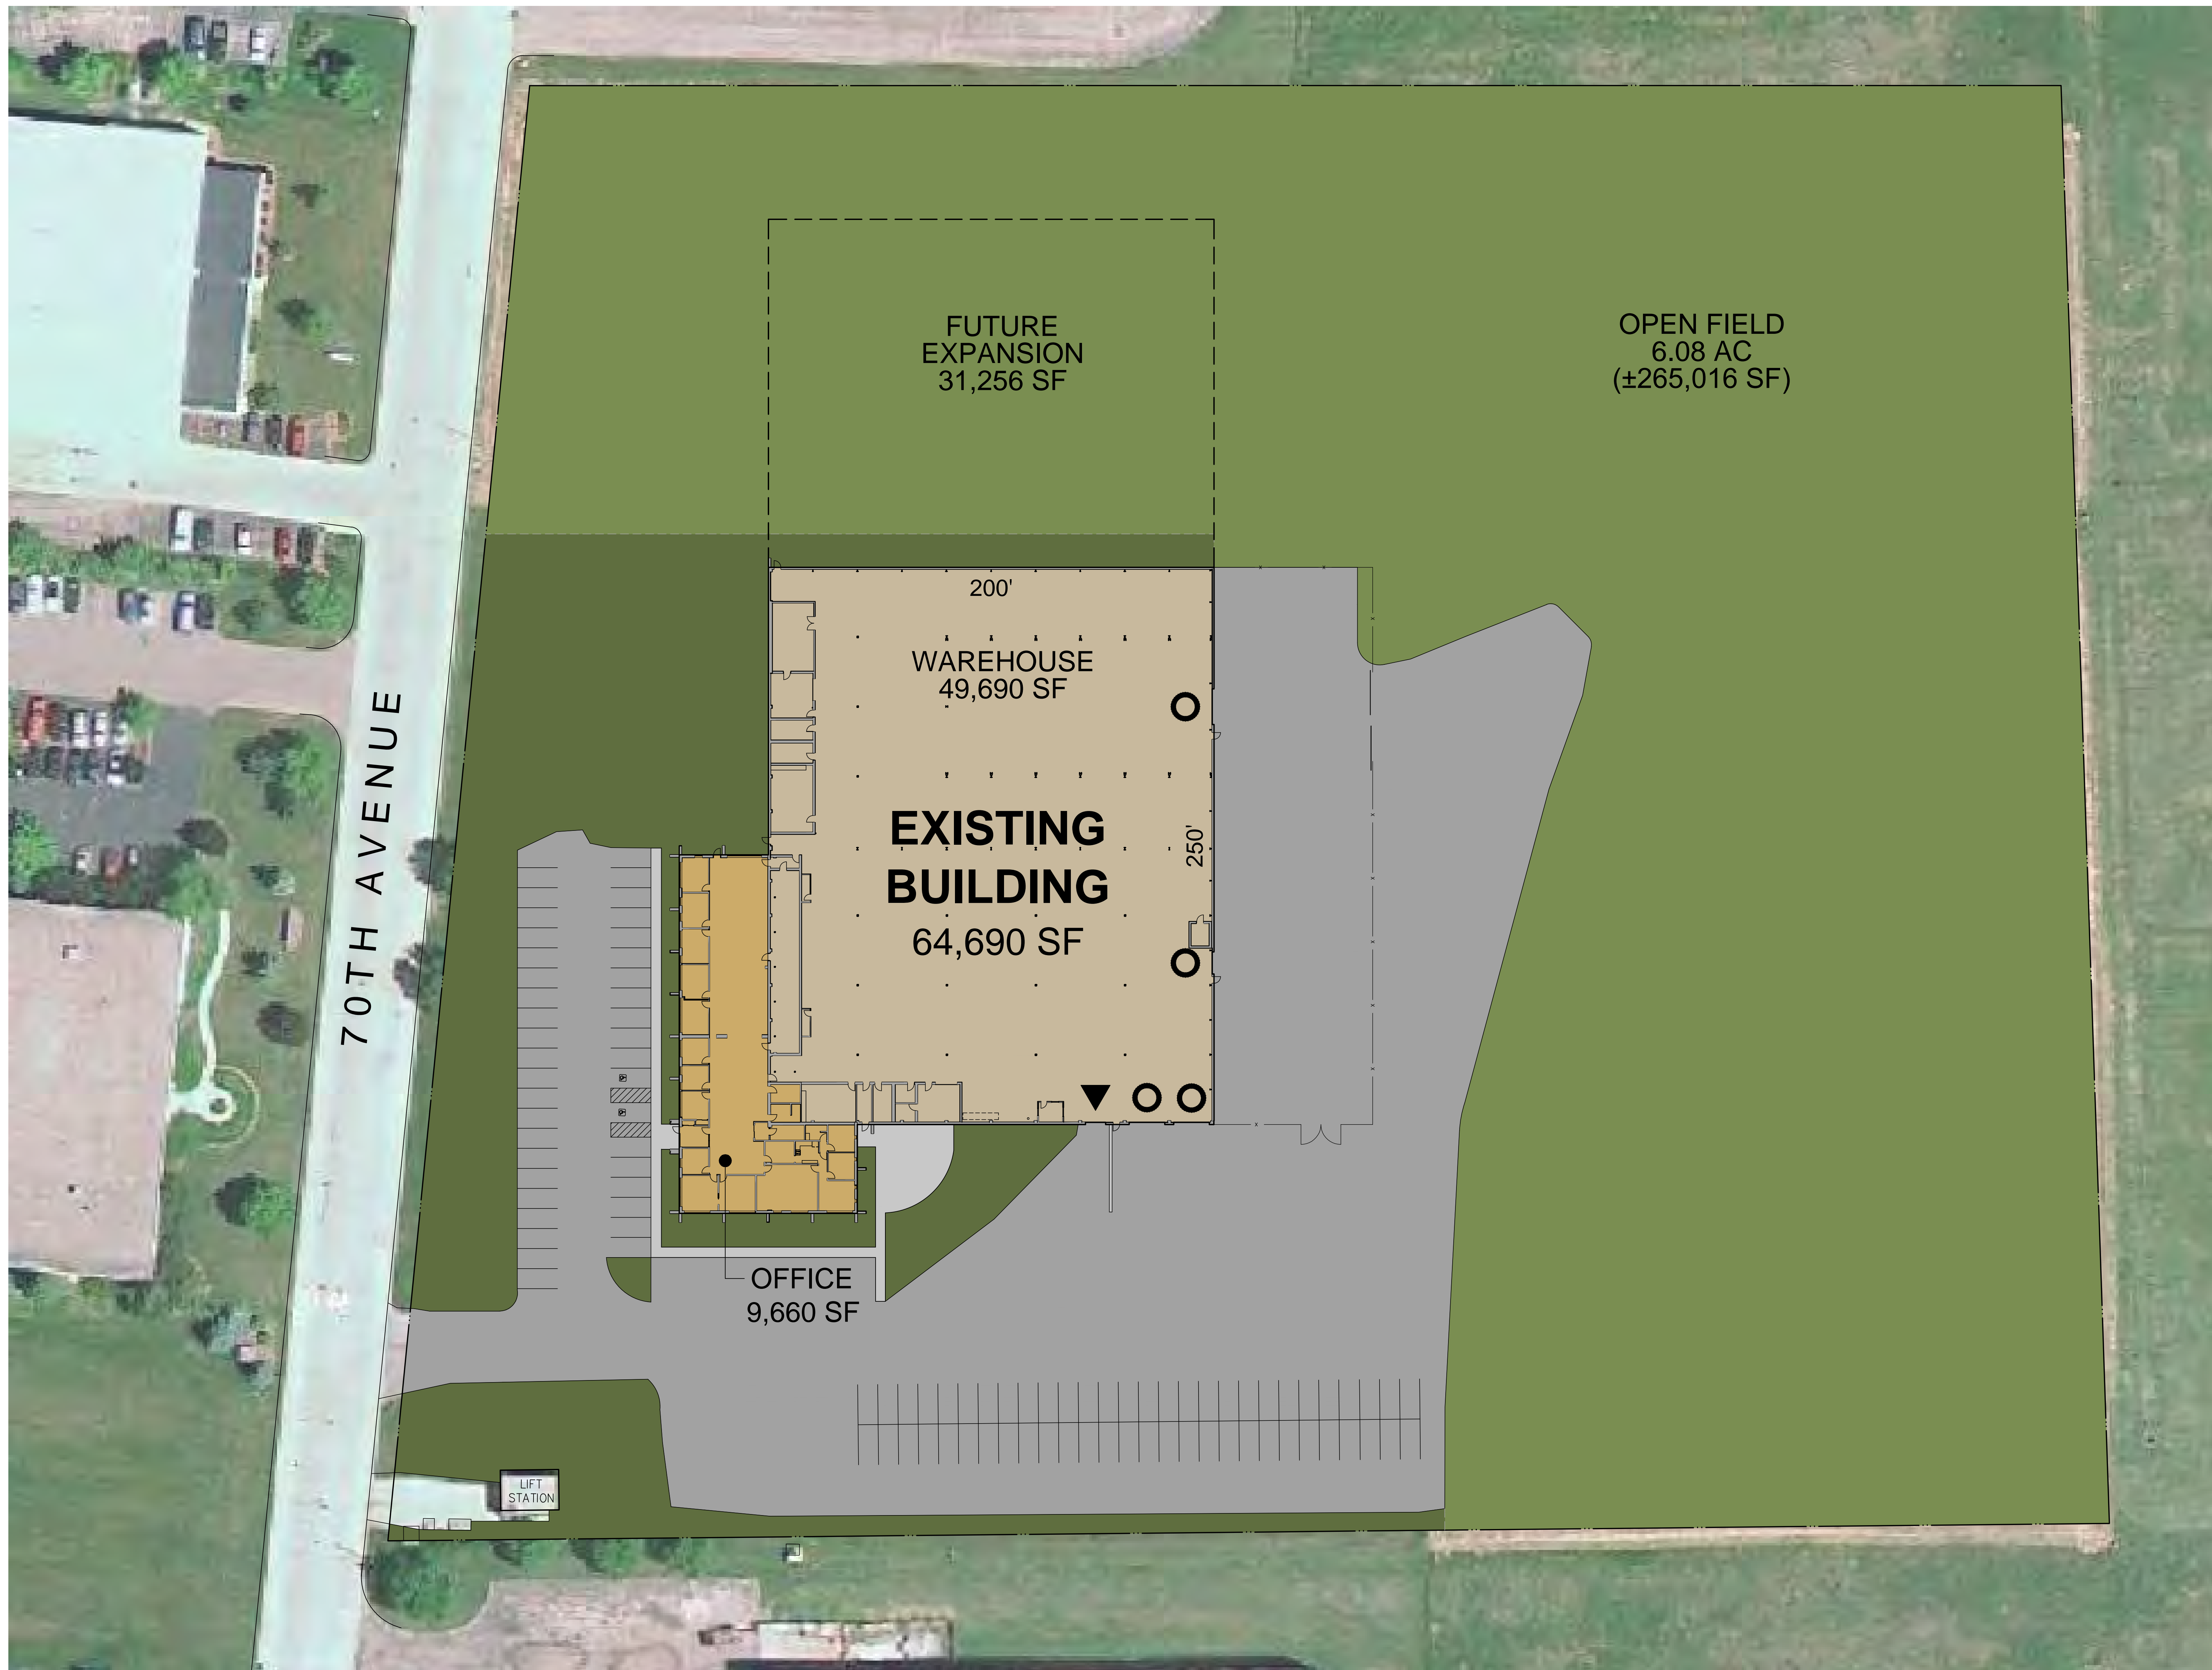 FUTURE
EXPANSION
31,256 SF
OPEN FIELD
6.08 AC
(±265,016 SF)
200'
WAREHOUSE
49,690 SF
EXISTING
BUILDING
64,690 SF
250'
70TH AVENUE
OFFICE
9,660 SF
LIFT
STATION